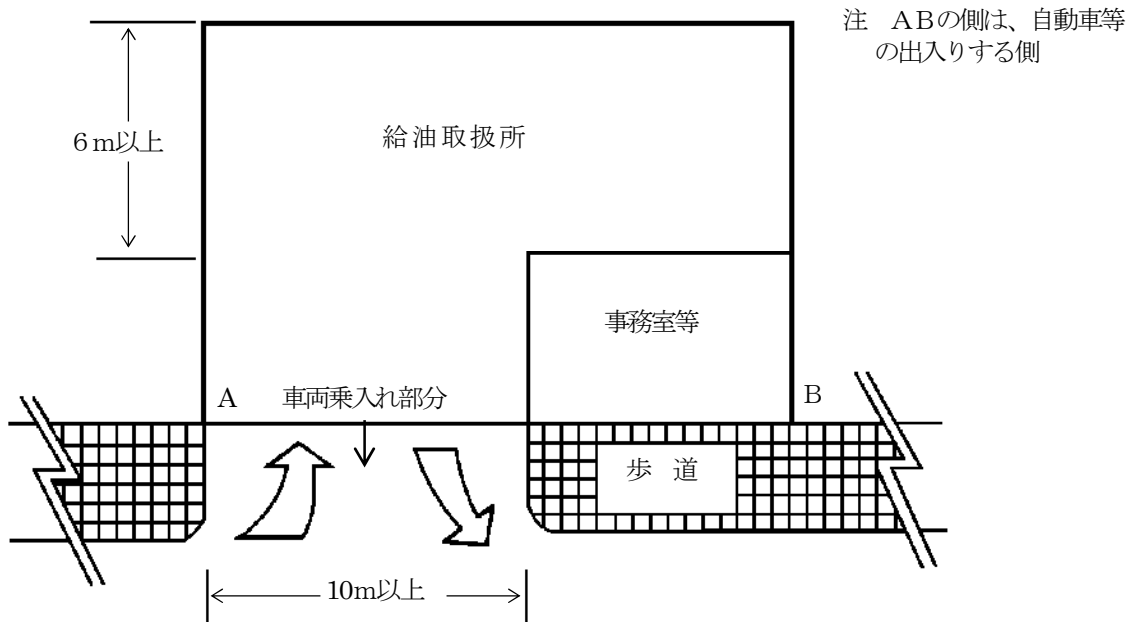 注　ＡＢの側は、自動車等
の出入りする側
６ｍ以上
給油取扱所
事務室等
Ａ
車両乗入れ部分
Ｂ
歩道
10ｍ以上